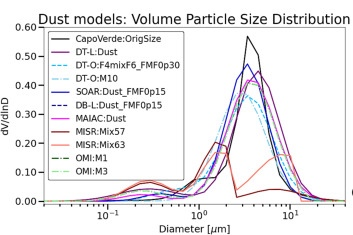 Dust models: Volume Particle Size Distribution
0.60
0.50
0.40
0.30
0.20
0.10
0.00
dV/dlnD
CapoVerde:OrigSize
DT-L:Dust
DT-O:F4mixF6_FMF0p30
DT-O:M10
SOAR:Dust_FMF0p15
DB-L:Dust_FMF0p15
MAIAC:Dust
MISR:Mix57
MISR:Mix63
OMI:M1
OMI:M3
10⁻¹ 10⁰ 10¹
Diameter [μm]